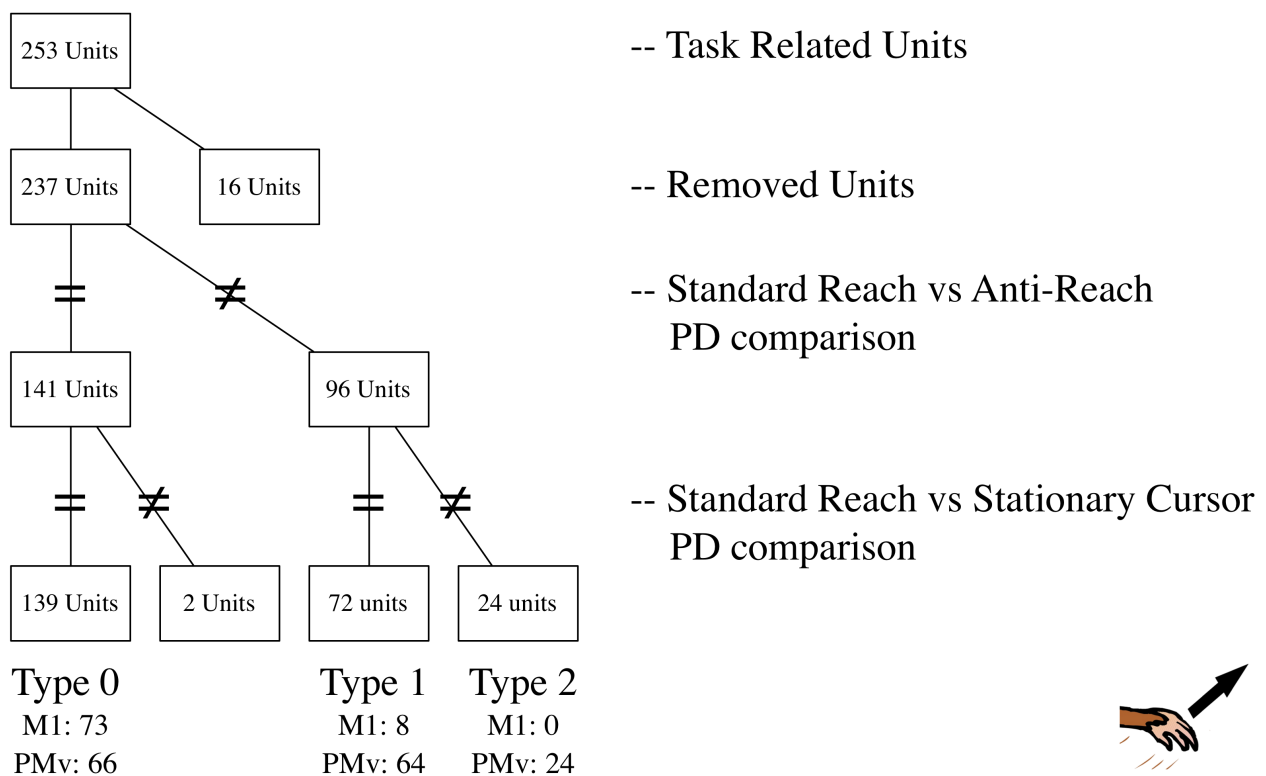 253 Units
-- Task Related Units
237 Units
16 Units
-- Removed Units
=
≠
-- Standard Reach vs Anti-Reach
PD comparison
141 Units
96 Units
=
≠
=
≠
-- Standard Reach vs Stationary Cursor
PD comparison
139 Units
2 Units
72 units
24 units
Type 0
M1: 73
PMv: 66
Type 1
M1: 8
PMv: 64
Type 2
M1: 0
PMv: 24